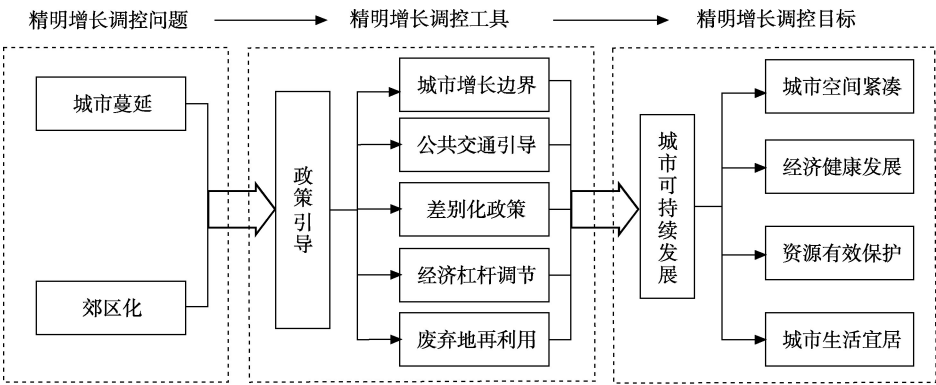 精明增长调控问题
精明增长调控工具
精明增长调控目标
城市蔓延
郊区化
政策引导
城市增长边界
公共交通引导
差别化政策
经济杠杆调节
废弃地再利用
城市可持续发展
城市空间紧凑
经济健康发展
资源有效保护
城市生活宜居